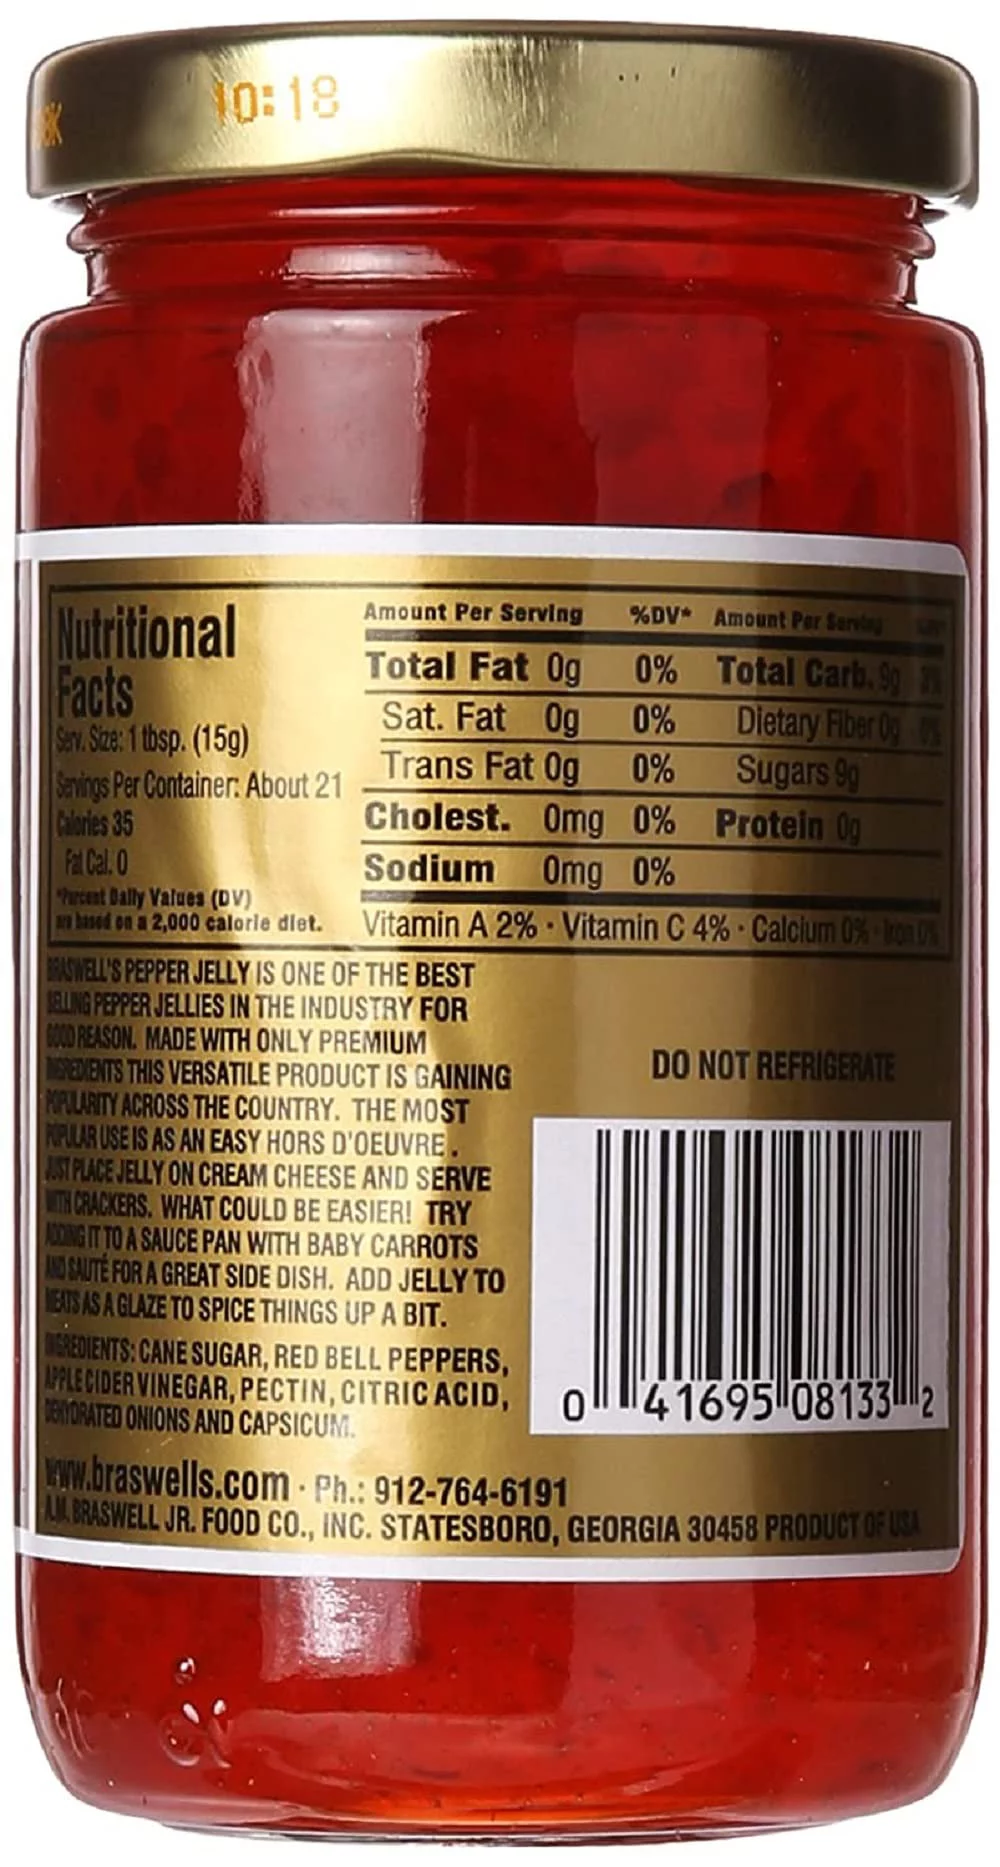 10:18
Nutritional
Facts
Serv. Size: 1 tbsp. (15g)
Servings Per Container: About 21
Calories 35
Fat Cal. 0
*Percent Daily Values (DV)
are based on a 2,000 calorie diet.
Amount Per Serving %DV* Amount Per Serving
Total Fat 0g 0% Total Carb. 9g 3%
Sat. Fat 0g 0% Dietary Fiber 0g 0%
Trans Fat 0g 0% Sugars 9g
Cholest. 0mg 0% Protein 0g
Sodium 0mg 0%
Vitamin A 2% · Vitamin C 4% · Calcium 0% · Iron 0%
BRASWELL'S PEPPER JELLY IS ONE OF THE BEST
SELLING PEPPER JELLIES IN THE INDUSTRY FOR
GOOD REASON. MADE WITH ONLY PREMIUM
INGREDIENTS THIS VERSATILE PRODUCT IS GAINING
POPULARITY ACROSS THE COUNTRY. THE MOST
POPULAR USE IS AS AN EASY HORS D'OEUVRE.
JUST PLACE JELLY ON CREAM CHEESE AND SERVE
WITH CRACKERS. WHAT COULD BE EASIER! TRY
ADDING IT TO A SAUCE PAN WITH BABY CARROTS
AND SAUTÉ FOR A GREAT SIDE DISH. ADD JELLY TO
MEATS AS A GLAZE TO SPICE THINGS UP A BIT.
INGREDIENTS: CANE SUGAR, RED BELL PEPPERS,
APPLE CIDER VINEGAR, PECTIN, CITRIC ACID,
DEHYDRATED ONIONS AND CAPSICUM.
DO NOT REFRIGERATE
0 41695 08133 2
www.braswells.com · Ph.: 912-764-6191
A.M. BRASWELL JR. FOOD CO., INC. STATESBORO, GEORGIA 30458 PRODUCT OF USA